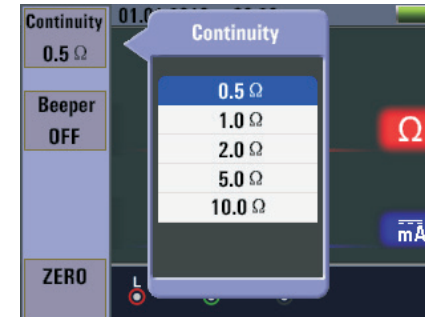 Continuity
0.5 Ω
Beeper
OFF
ZERO
Continuity
0.5 Ω
1.0 Ω
2.0 Ω
5.0 Ω
10.0 Ω
Ω
mA
L